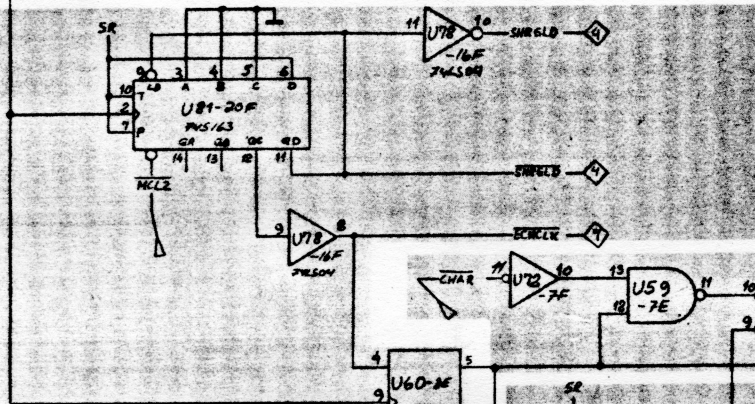 SR
11 U78 10 SHRGLD 4
-16F
74LS04
9 3 4 5 6
LD A B C D
10 T
2
7 P
U81-20F
74S163
QA QB QC QD
14 13 12 11
MCL2
SHRGLD 4
9 U78 8
-16F
74LS04
4
CHAR 11 U72 10 13
-7F
U59 11
-7E
12
10
9
4 U60-8E 5
9
SR
1